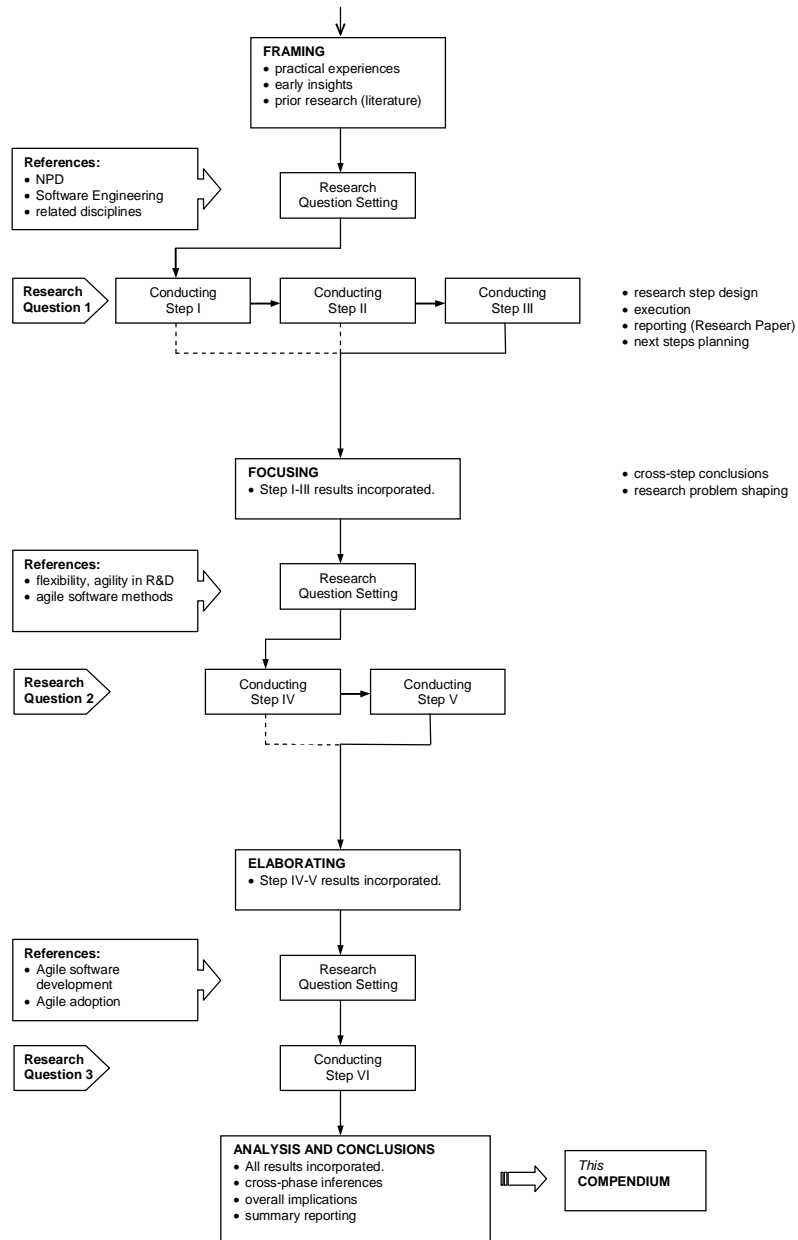 FRAMING
• practical experiences
• early insights
• prior research (literature)
References:
• NPD
• Software Engineering
• related disciplines
Research
Question Setting
Research
Question 1
Conducting
Step I
Conducting
Step II
Conducting
Step III
• research step design
• execution
• reporting (Research Paper)
• next steps planning
FOCUSING
• Step I-III results incorporated.
• cross-step conclusions
• research problem shaping
References:
• flexibility, agility in R&D
• agile software methods
Research
Question Setting
Research
Question 2
Conducting
Step IV
Conducting
Step V
ELABORATING
• Step IV-V results incorporated.
References:
• Agile software
development
• Agile adoption
Research
Question Setting
Research
Question 3
Conducting
Step VI
ANALYSIS AND CONCLUSIONS
• All results incorporated.
• cross-phase inferences
• overall implications
• summary reporting
This
COMPENDIUM